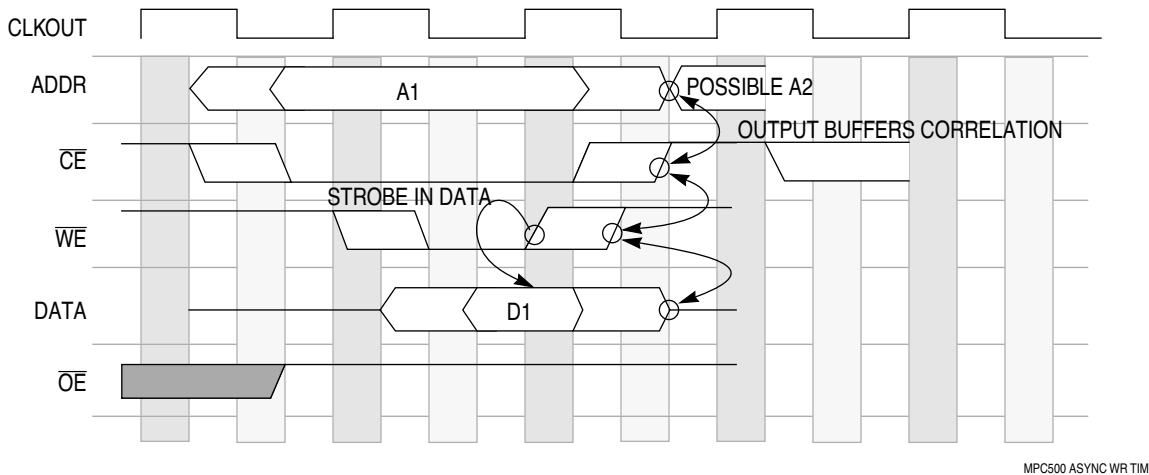 CLKOUT
ADDR
A1
POSSIBLE A2
OUTPUT BUFFERS CORRELATION
CE
STROBE IN DATA
WE
DATA
D1
OE
MPC500 ASYNC WR TIM